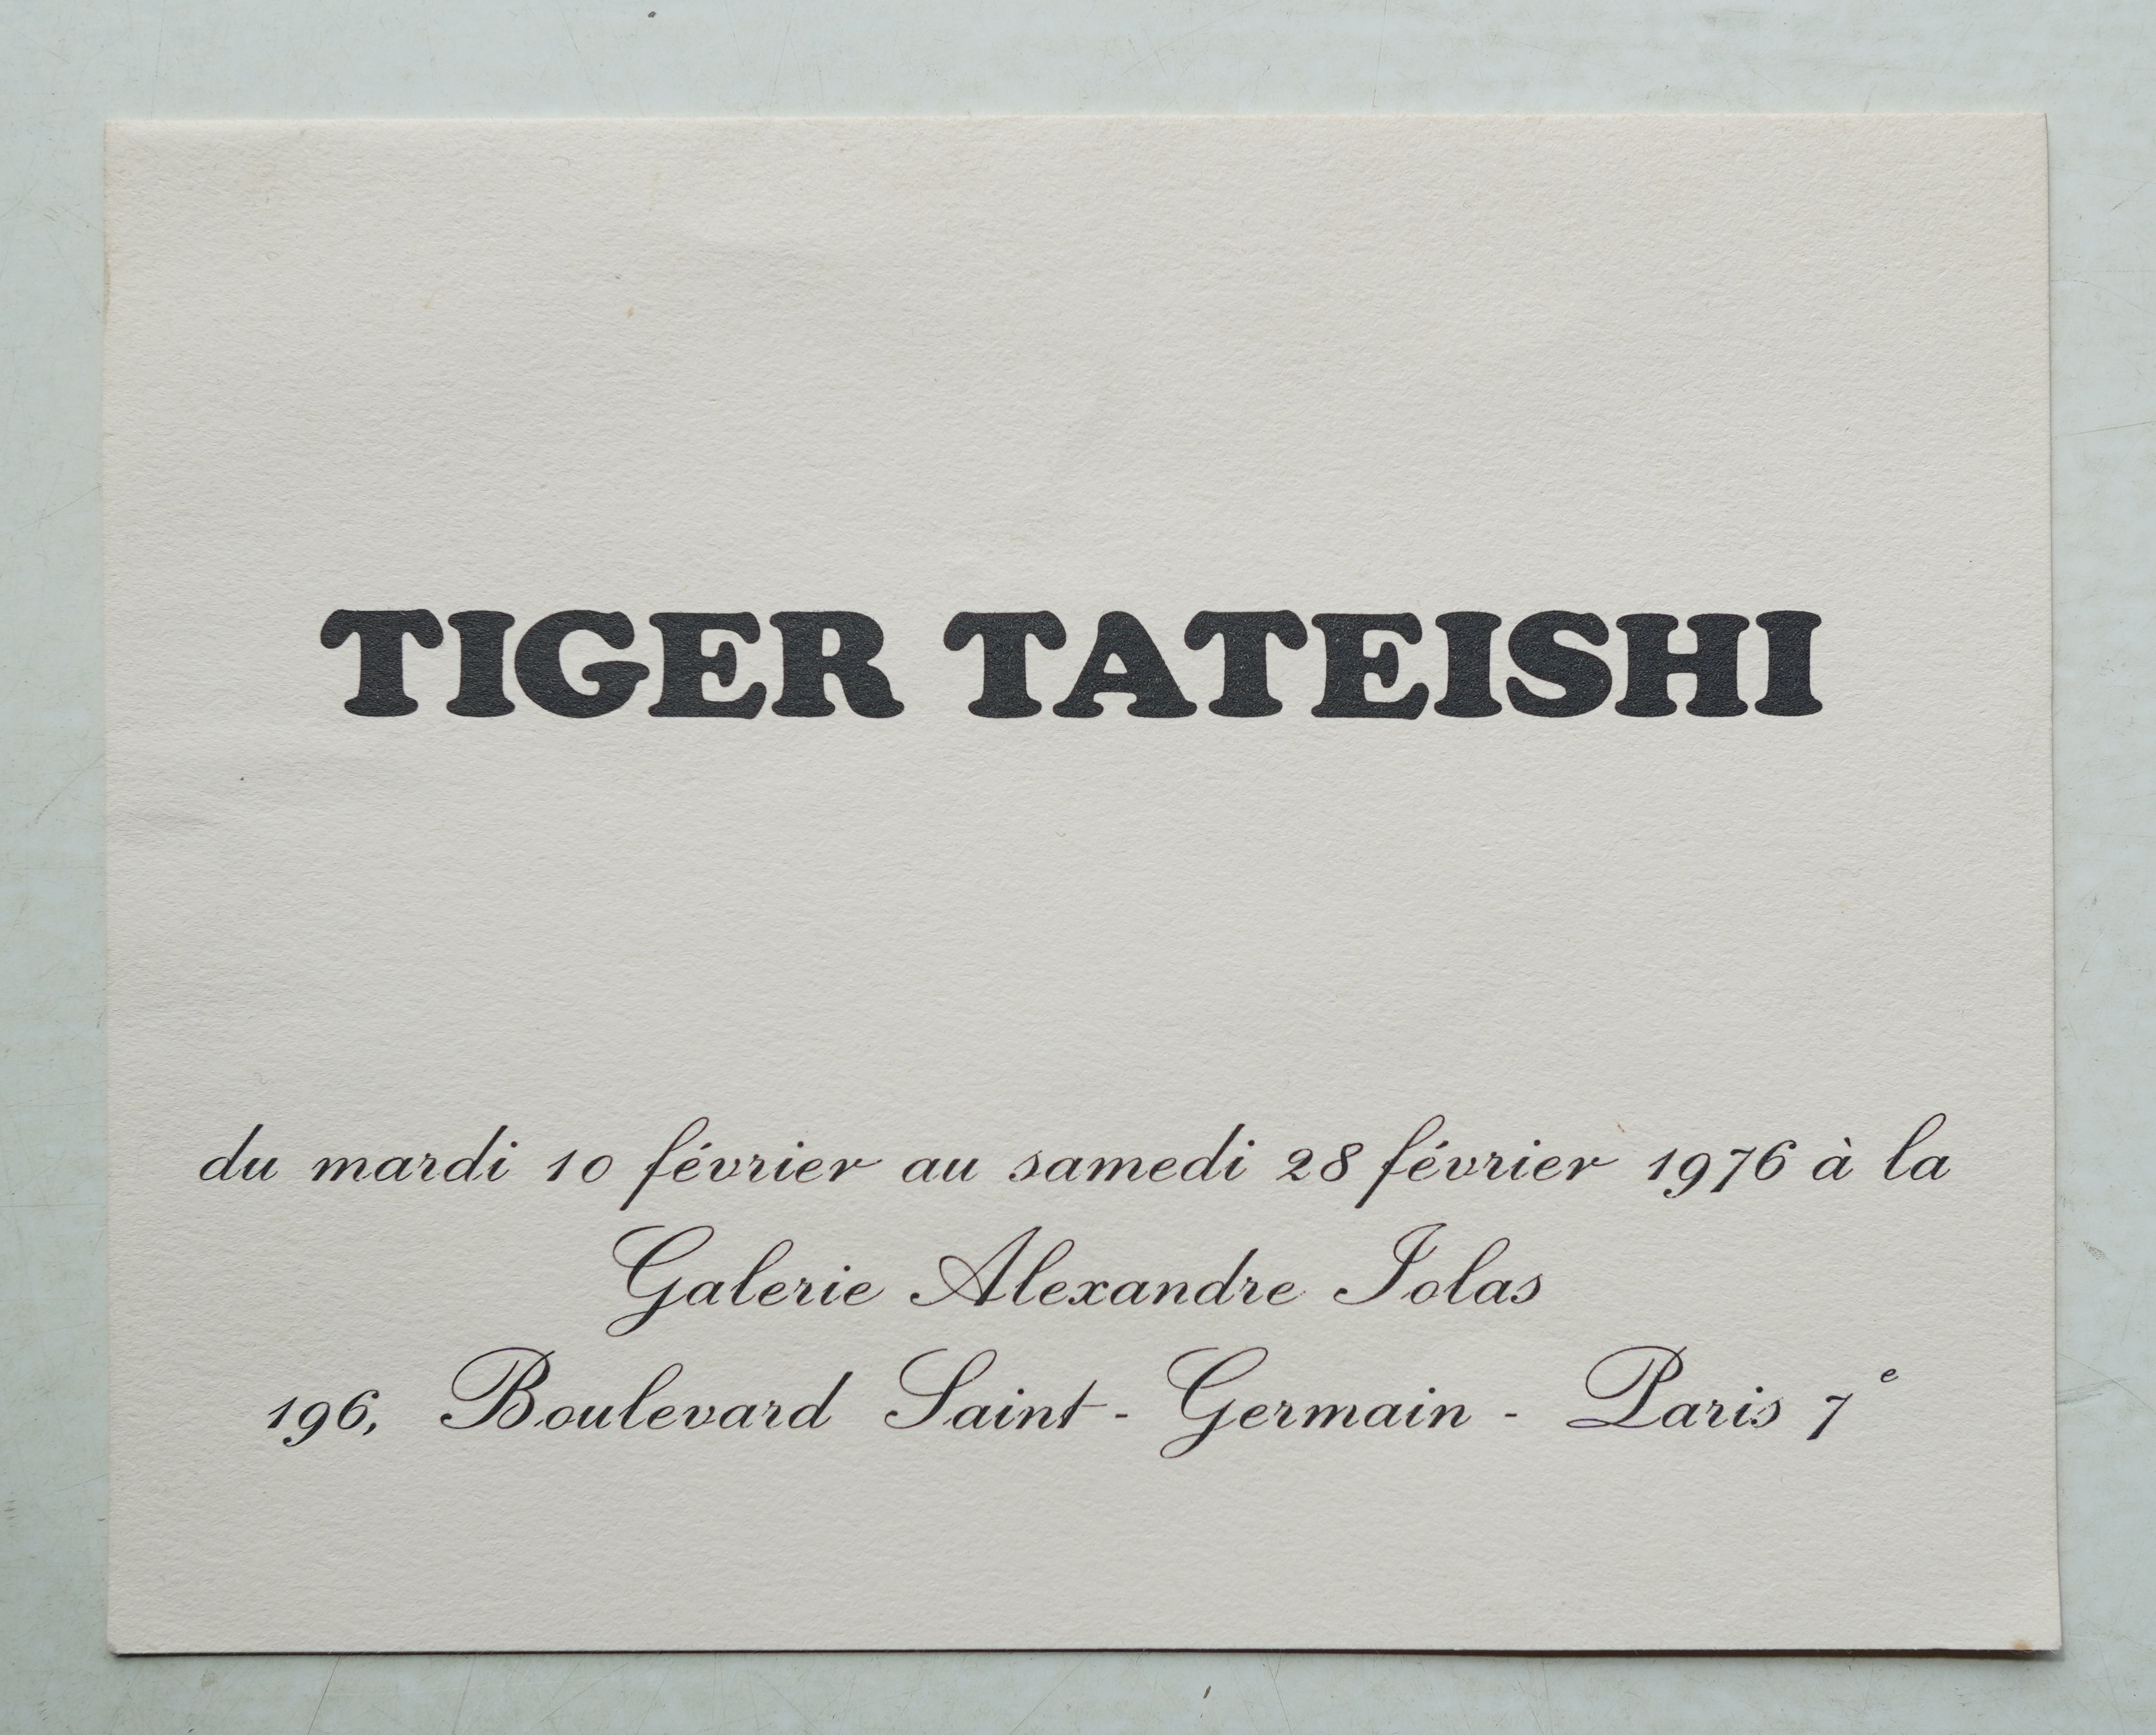 TIGER TATEISHI
du mardi 10 février au samedi 28 février 1976 à la
Galerie Alexandre Iolas
196, Boulevard Saint-Germain - Paris 7e